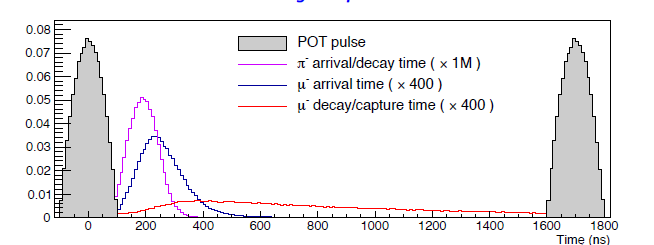 0.08
0.07
0.06
0.05
0.04
0.03
0.02
0.01
0
POT pulse
π- arrival/decay time ( × 1M )
μ- arrival time ( × 400 )
μ- decay/capture time ( × 400 )
0 200 400 600 800 1000 1200 1400 1600 1800
Time (ns)